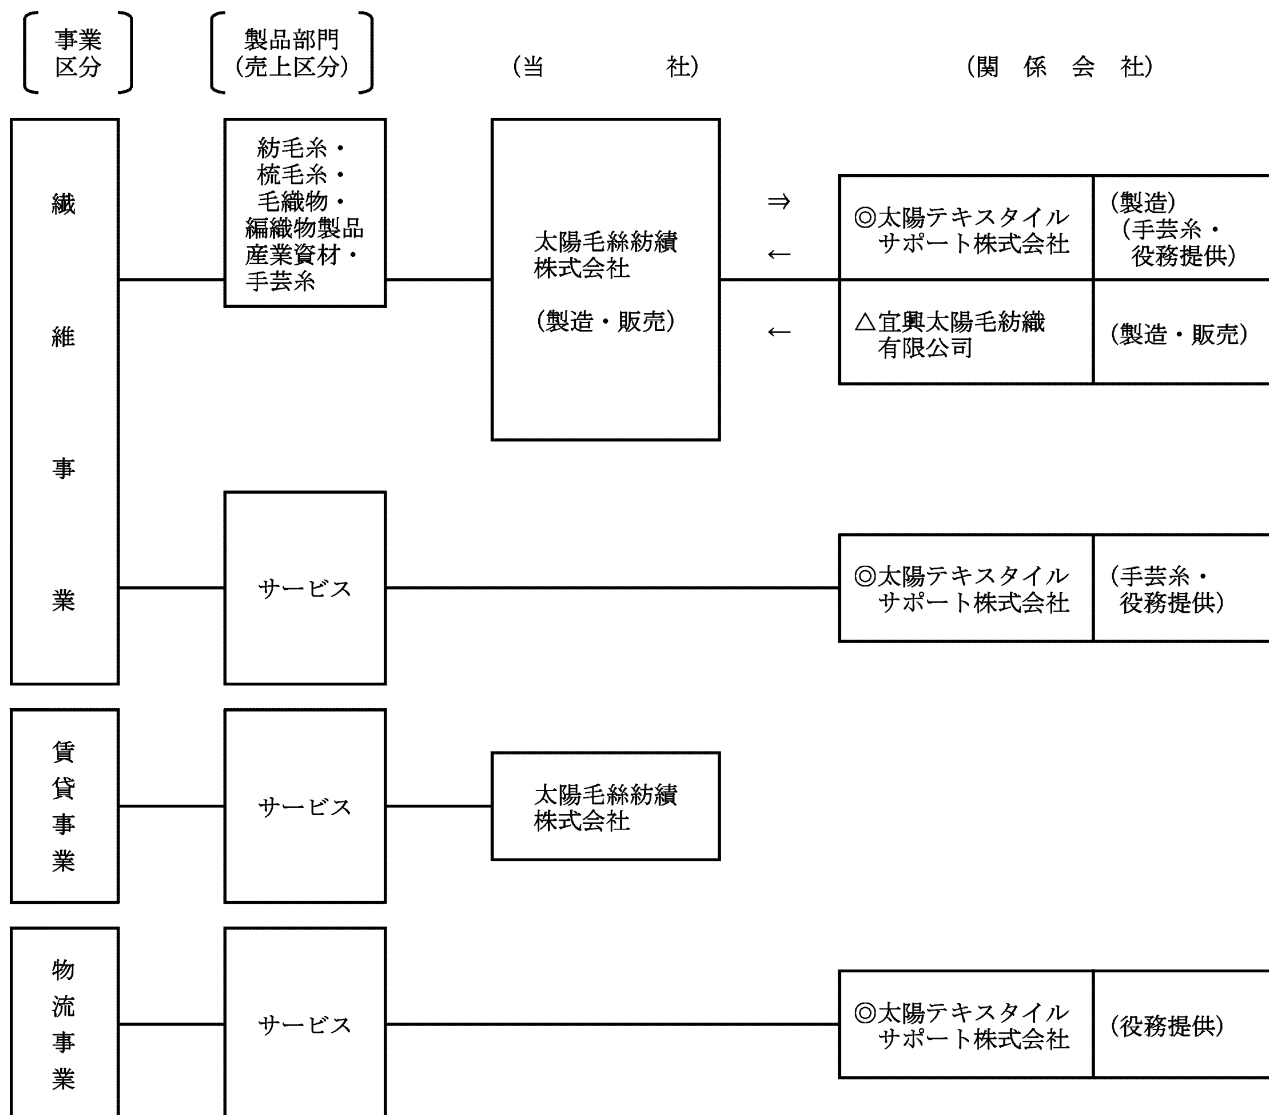 事業
区分
製品部門
（売上区分）
（当　　　社）
（関　係　会　社）
繊維事業
紡毛糸・
梳毛糸・
毛織物・
編織物製品
産業資材・
手芸糸
太陽毛絲紡績
株式会社
（製造・販売）
⇒
←
◎太陽テキスタイル
サポート株式会社
（製造）
（手芸糸・
役務提供）
←
△宜興太陽毛紡織
有限公司
（製造・販売）
サービス
◎太陽テキスタイル
サポート株式会社
（手芸糸・
役務提供）
賃貸事業
サービス
太陽毛絲紡績
株式会社
物流事業
サービス
◎太陽テキスタイル
サポート株式会社
（役務提供）